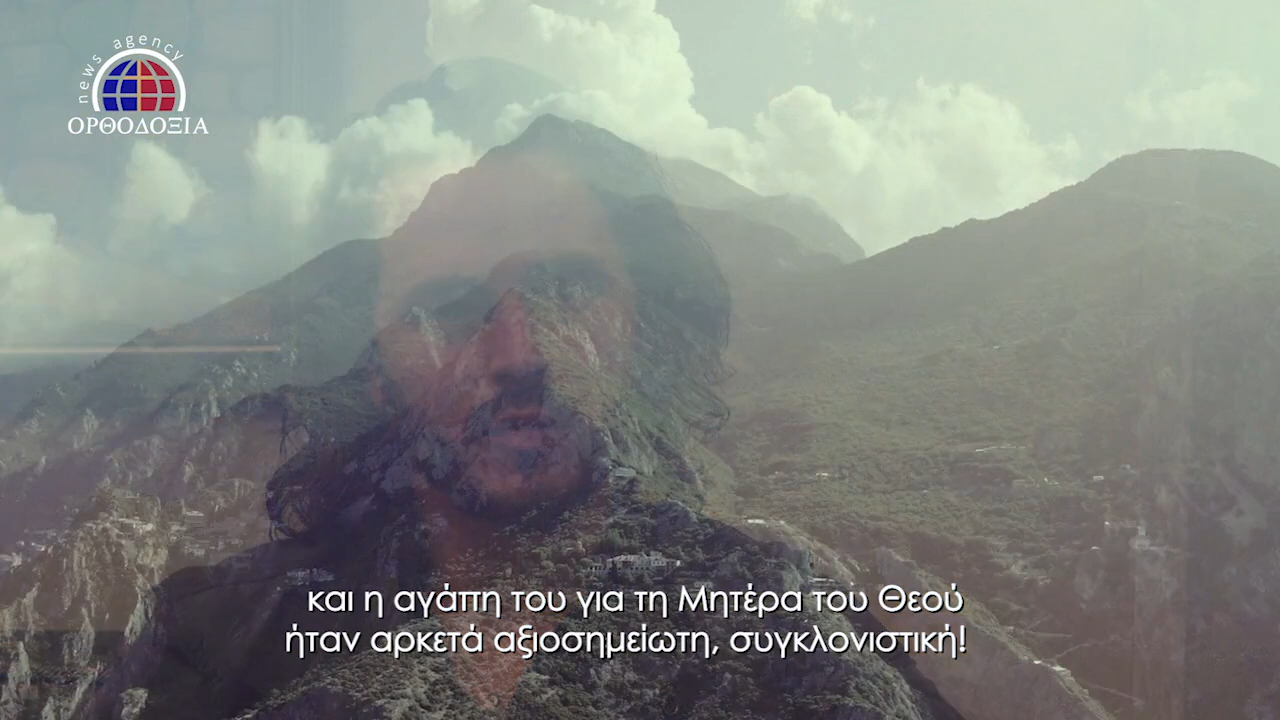 news agency
ΟΡΘΟΔΟΞΙΑ
και η αγάπη του για τη Μητέρα του Θεού
ήταν αρκετά αξιοσημείωτη, συγκλονιστική!